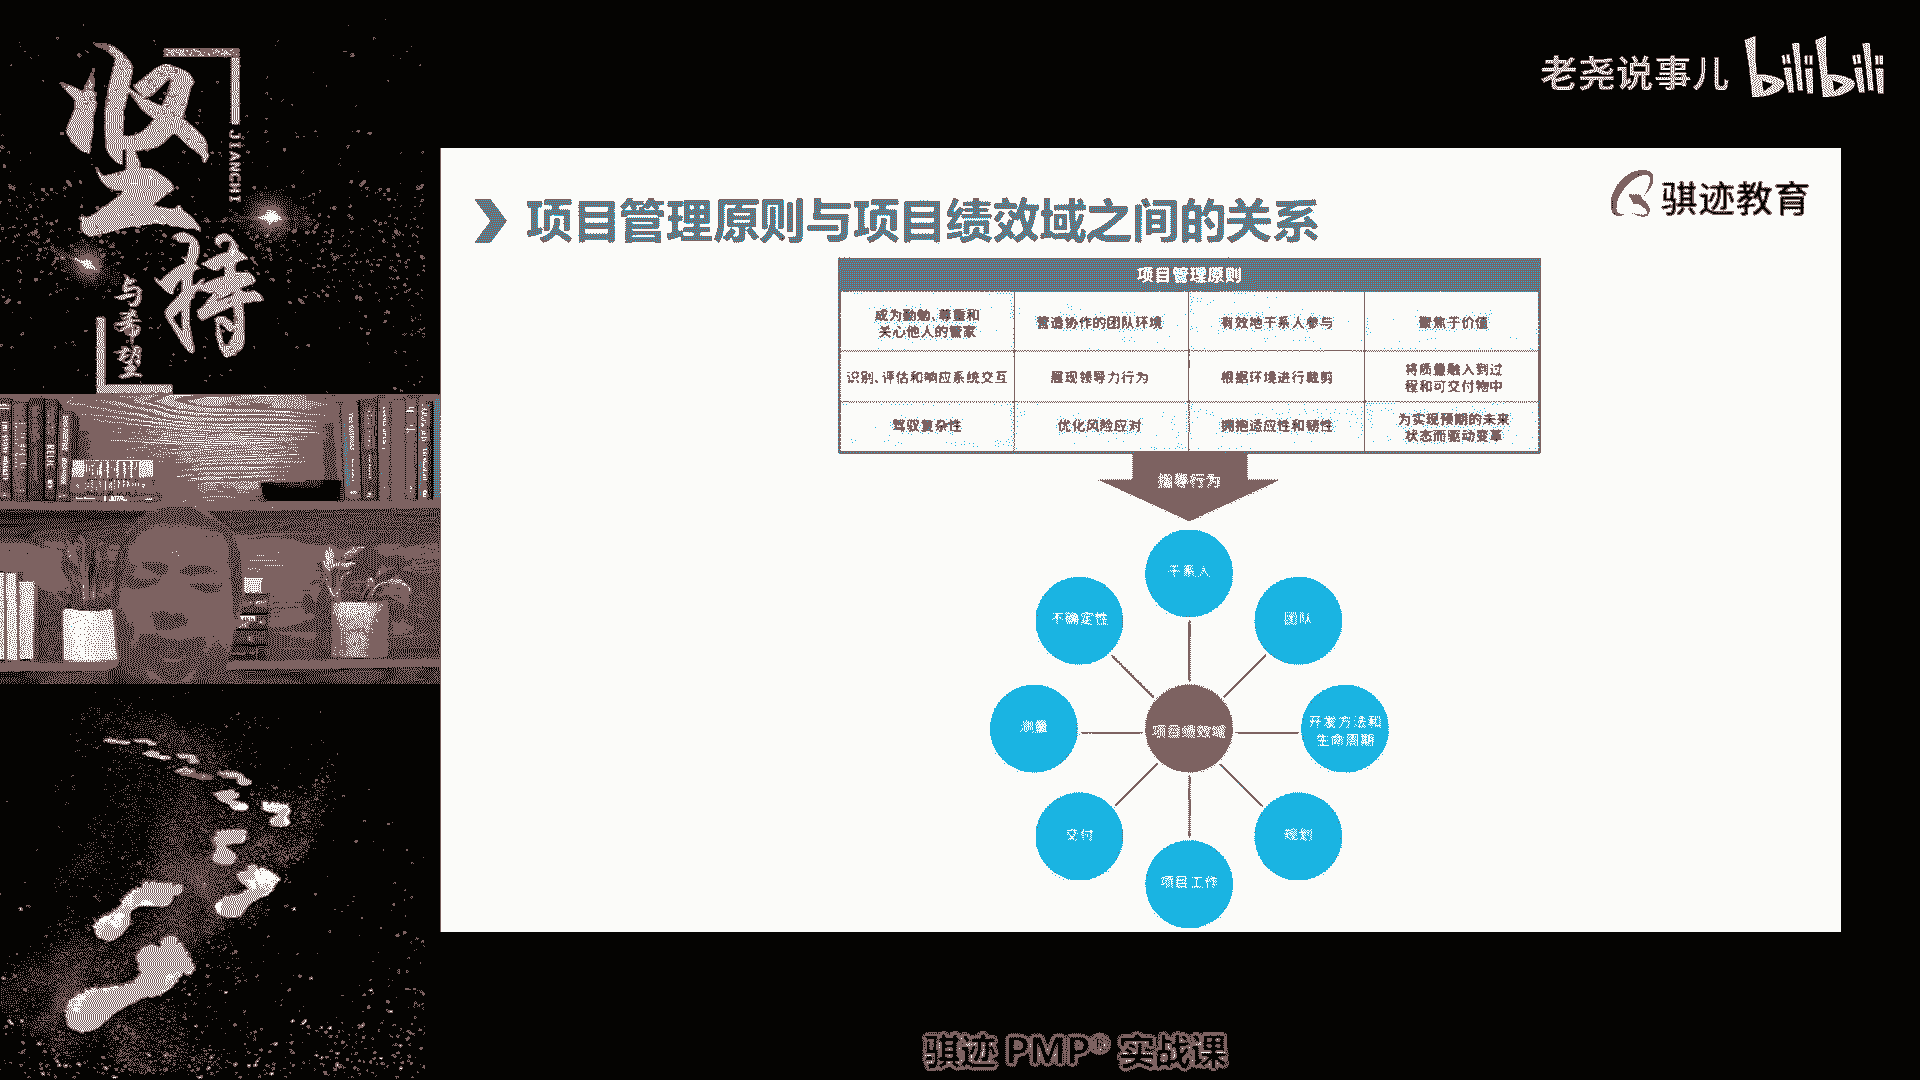 坚持
JIANCHI
与希望
老尧说事儿 bilibili
骐迹教育
项目管理原则与项目绩效域之间的关系
项目管理原则
成为勤勉、尊重和
关心他人的管家
营造协作的团队环境
有效地干系人参与
聚焦于价值
识别、评估和响应系统交互
展现领导力行为
根据环境进行裁剪
将质量融入到过
程和可交付物中
驾驭复杂性
优化风险应对
拥抱适应性和韧性
为实现预期的未来
状态而驱动变革
指导行为
干系人
不确定性
团队
测量
项目绩效域
开发方法和
生命周期
交付
规划
项目工作
骐迹 PMP® 实战课